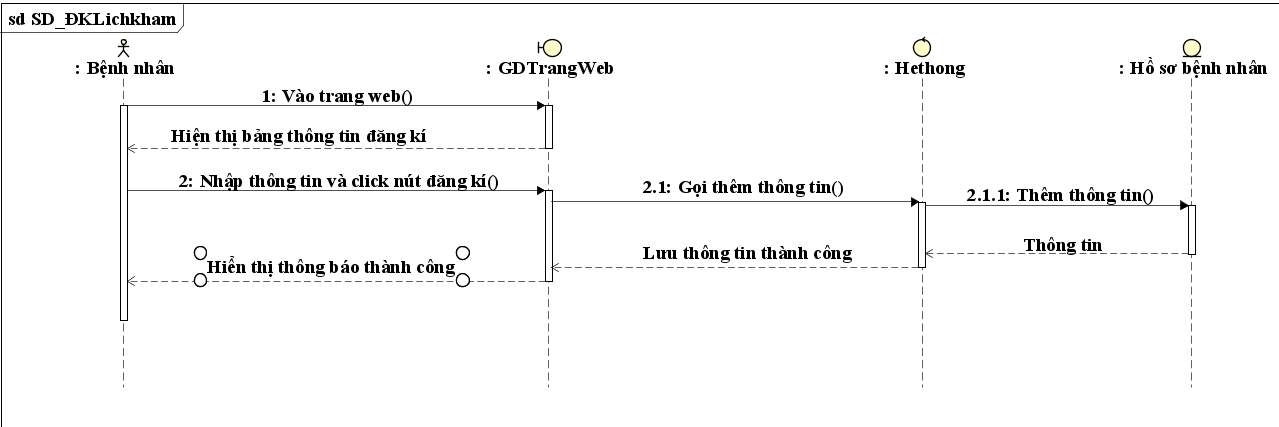 sd SD_ĐKLichkham
: Bệnh nhân
: GDTrangWeb
: Hethong
: Hồ sơ bệnh nhân
1: Vào trang web()
Hiện thị bảng thông tin đăng kí
2: Nhập thông tin và click nút đăng kí()
2.1: Gọi thêm thông tin()
2.1.1: Thêm thông tin()
Thông tin
Lưu thông tin thành công
Hiển thị thông báo thành công